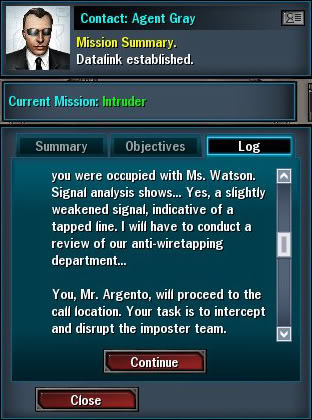 Contact: Agent Gray
Mission Summary.
Datalink established.
Current Mission: Intruder
Summary
Objectives
Log
you were occupied with Ms. Watson.
Signal analysis shows... Yes, a slightly
weakened signal, indicative of a
tapped line. I will have to conduct a
review of our anti-wiretapping
department...
You, Mr. Argento, will proceed to the
call location. Your task is to intercept
and disrupt the imposter team.
Continue
Close